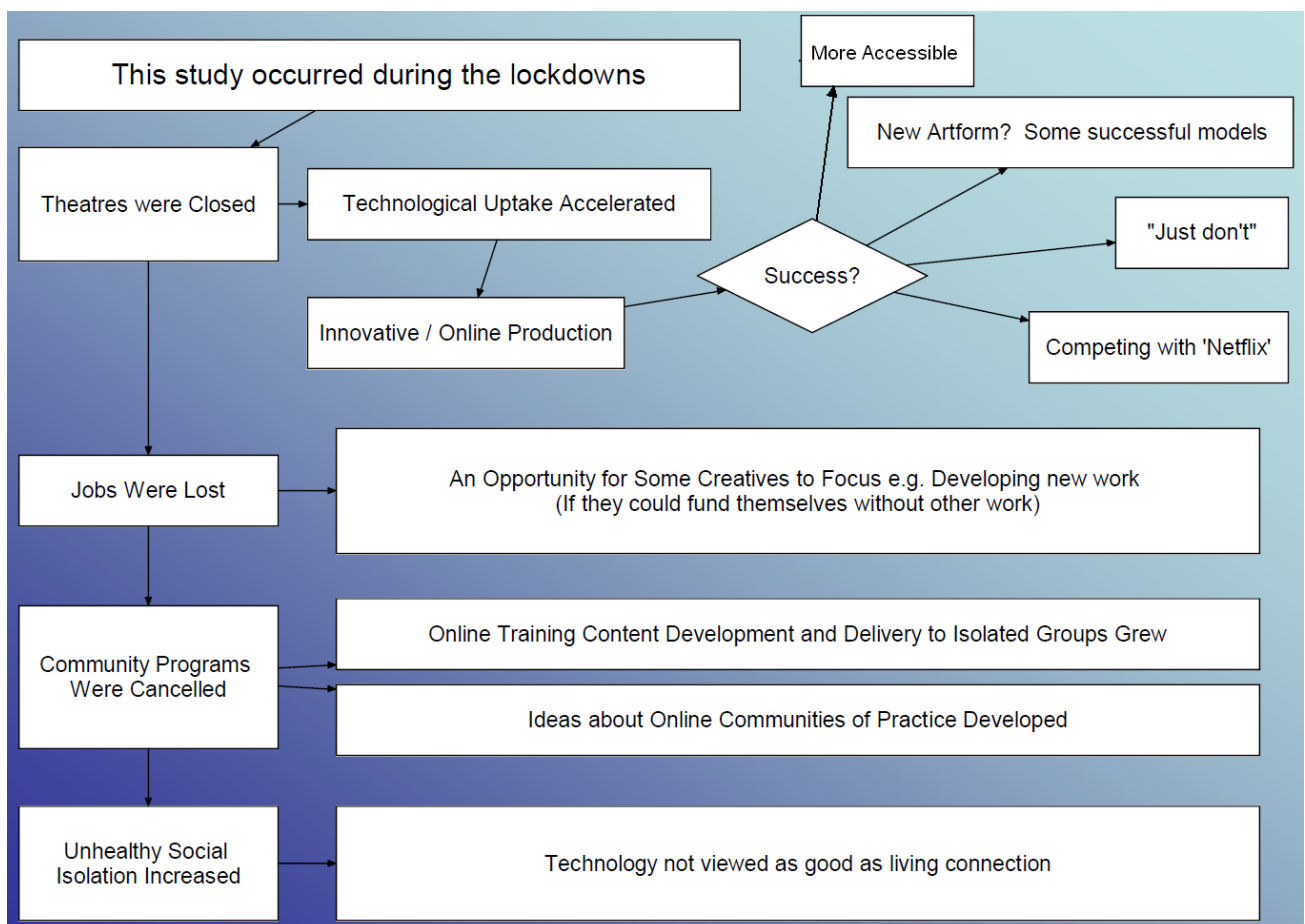 This study occurred during the lockdowns
More Accessible
New Artform?  Some successful models
Theatres were Closed
Technological Uptake Accelerated
"Just don't"
Success?
Innovative / Online Production
Competing with 'Netflix'
Jobs Were Lost
An Opportunity for Some Creatives to Focus e.g. Developing new work
(If they could fund themselves without other work)
Community Programs
Were Cancelled
Online Training Content Development and Delivery to Isolated Groups Grew
Ideas about Online Communities of Practice Developed
Unhealthy Social
Isolation Increased
Technology not viewed as good as living connection